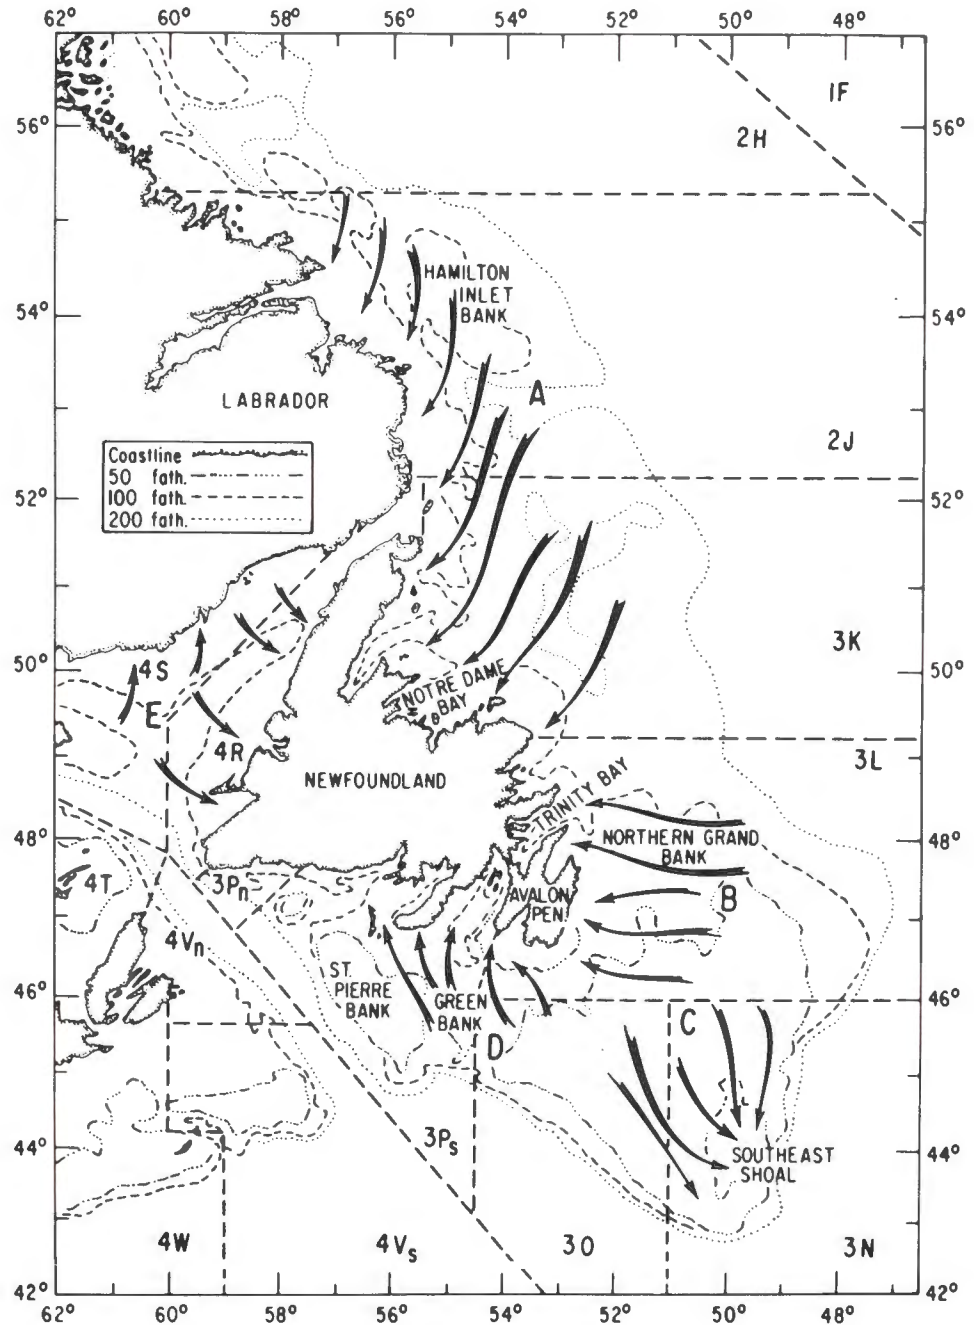 62° 60° 58° 56° 54° 52° 50° 48°
1F
56° 2H 56°
HAMILTON
INLET
BANK
54° 54°
A
LABRADOR
2J
Coastline
50 fath.
100 fath.
200 fath.
52° 52°
3K
50° 4S 50°
NOTRE DAME
BAY
E
4R
3L
NEWFOUNDLAND
TRINITY BAY
48° NORTHERN GRAND 48°
BANK
4T 3Pn
AVALON
PEN
B
4Vn
ST.
PIERRE
BANK
46° GREEN 46°
BANK
C
D
3Ps
44° 44°
SOUTHEAST
SHOAL
4W 4Vs 3O 3N
42° 42°
62° 60° 58° 56° 54° 52° 50° 48°